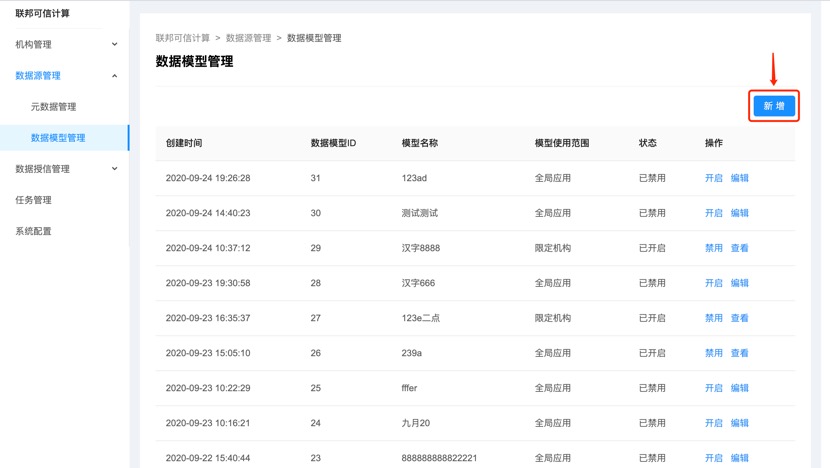 联邦可信计算
机构管理
数据源管理
元数据管理
数据模型管理
数据授信管理
任务管理
系统配置
联邦可信计算 > 数据源管理 > 数据模型管理
数据模型管理
新 增
创建时间 数据模型ID 模型名称 模型使用范围 状态 操作
2020-09-24 19:26:28 31 123ad 全局应用 已禁用 开启 编辑
2020-09-24 14:40:23 30 测试测试 全局应用 已禁用 开启 编辑
2020-09-24 10:37:12 29 汉字8888 限定机构 已开启 禁用 查看
2020-09-23 19:30:58 28 汉字666 全局应用 已禁用 开启 编辑
2020-09-23 16:35:37 27 123e二点 限定机构 已开启 禁用 查看
2020-09-23 15:05:10 26 239a 全局应用 已开启 禁用 查看
2020-09-23 10:22:29 25 fffer 全局应用 已禁用 开启 编辑
2020-09-23 10:16:21 24 九月20 全局应用 已禁用 开启 编辑
2020-09-22 15:40:44 23 888888888822221 全局应用 已禁用 开启 编辑